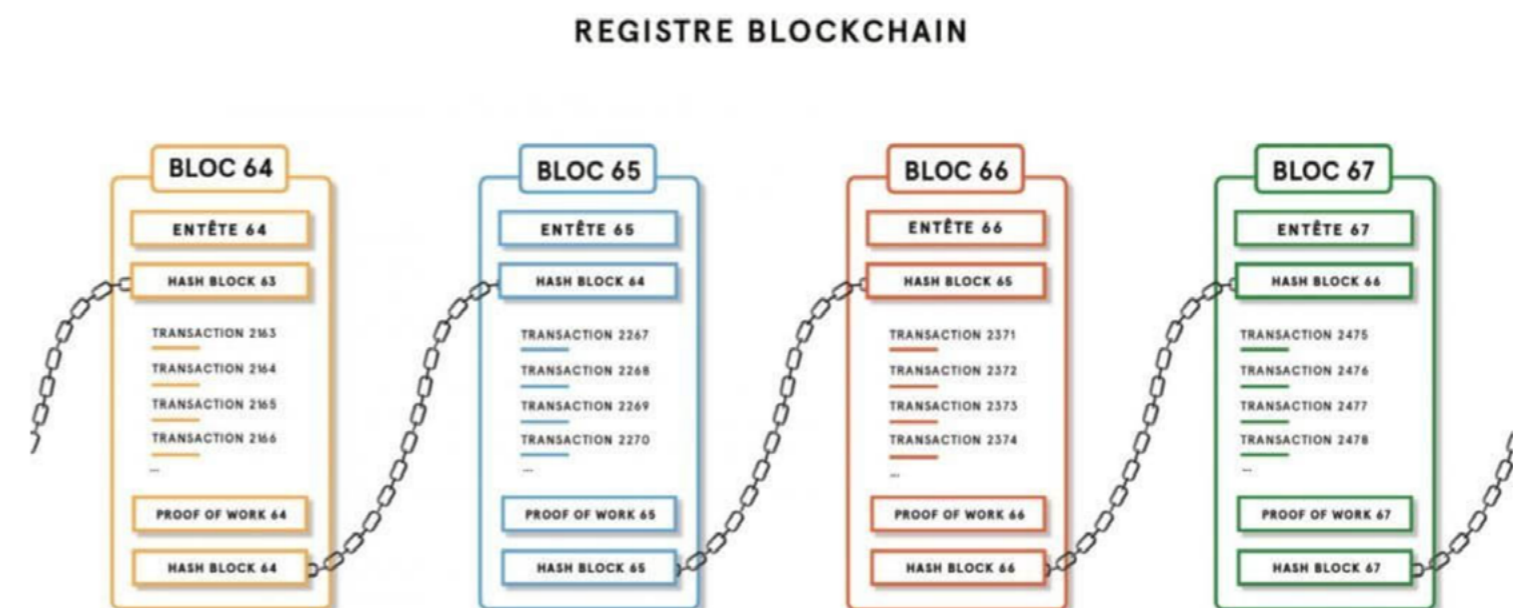 REGISTRE BLOCKCHAIN
BLOC 64
ENTÊTE 64
HASH BLOCK 63
TRANSACTION 2163
TRANSACTION 2164
TRANSACTION 2165
TRANSACTION 2166
...
PROOF OF WORK 64
HASH BLOCK 64
BLOC 65
ENTÊTE 65
HASH BLOCK 64
TRANSACTION 2267
TRANSACTION 2268
TRANSACTION 2269
TRANSACTION 2270
...
PROOF OF WORK 65
HASH BLOCK 65
BLOC 66
ENTÊTE 66
HASH BLOCK 65
TRANSACTION 2371
TRANSACTION 2372
TRANSACTION 2373
TRANSACTION 2374
...
PROOF OF WORK 66
HASH BLOCK 66
BLOC 67
ENTÊTE 67
HASH BLOCK 66
TRANSACTION 2475
TRANSACTION 2476
TRANSACTION 2477
TRANSACTION 2478
...
PROOF OF WORK 67
HASH BLOCK 67